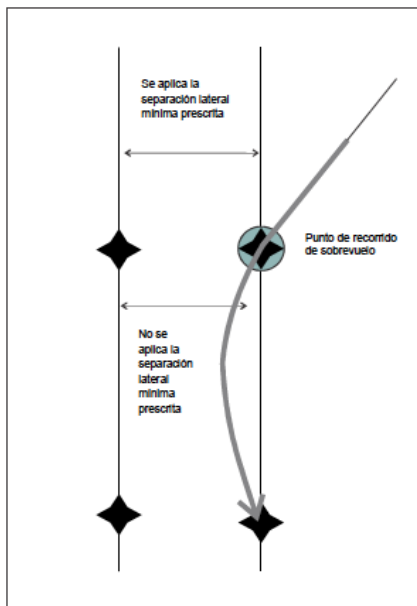 Se aplica la
separación lateral
mínima prescrita
Punto de recorrido
de sobrevuelo
No se
aplica la
separación
lateral
mínima
prescrita